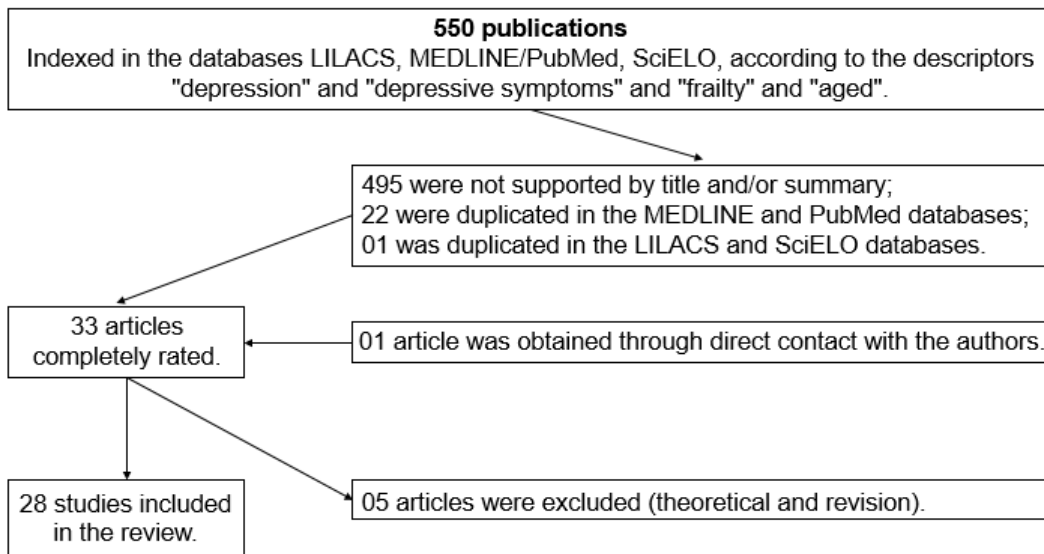 550 publications
Indexed in the databases LILACS, MEDLINE/PubMed, SciELO, according to the descriptors
"depression" and "depressive symptoms" and "frailty" and "aged".
495 were not supported by title and/or summary;
22 were duplicated in the MEDLINE and PubMed databases;
01 was duplicated in the LILACS and SciELO databases.
33 articles
completely rated.
01 article was obtained through direct contact with the authors.
28 studies included
in the review.
05 articles were excluded (theoretical and revision).